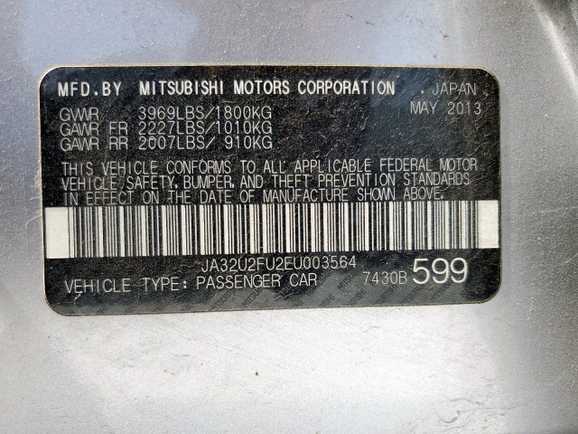 MFD.BY MITSUBISHI MOTORS CORPORATION, JAPAN
GVWR 3969LBS/1800KG MAY 2013
GAWR FR 2227LBS/1010KG
GAWR RR 2007LBS/ 910KG
THIS VEHICLE CONFORMS TO ALL APPLICABLE FEDERAL MOTOR
VEHICLE SAFETY, BUMPER, AND THEFT PREVENTION STANDARDS
IN EFFECT ON THE DATE OF MANUFACTURE SHOWN ABOVE.
JA32U2FU2EU003564
VEHICLE TYPE: PASSENGER CAR 7430B 599